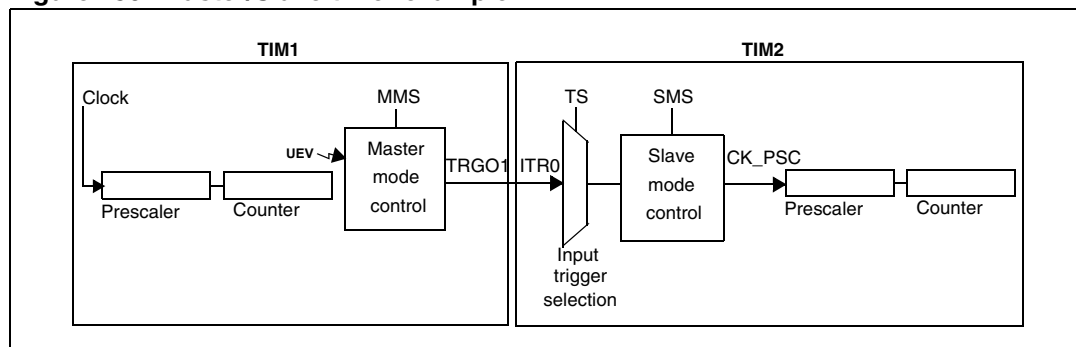 TIM1
TIM2
Clock
MMS
TS
SMS
UEV
Master
mode
control
TRGO1
ITR0
Slave
mode
control
CK_PSC
Prescaler
Counter
Prescaler
Counter
Input
trigger
selection